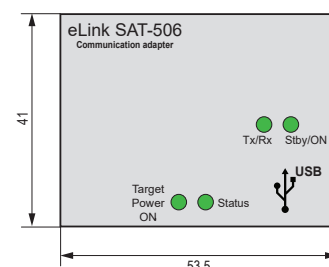 eLink SAT-506
Communication adapter
41
Tx/Rx Stby/ON
USB
Target
Power
ON
Status
53.5